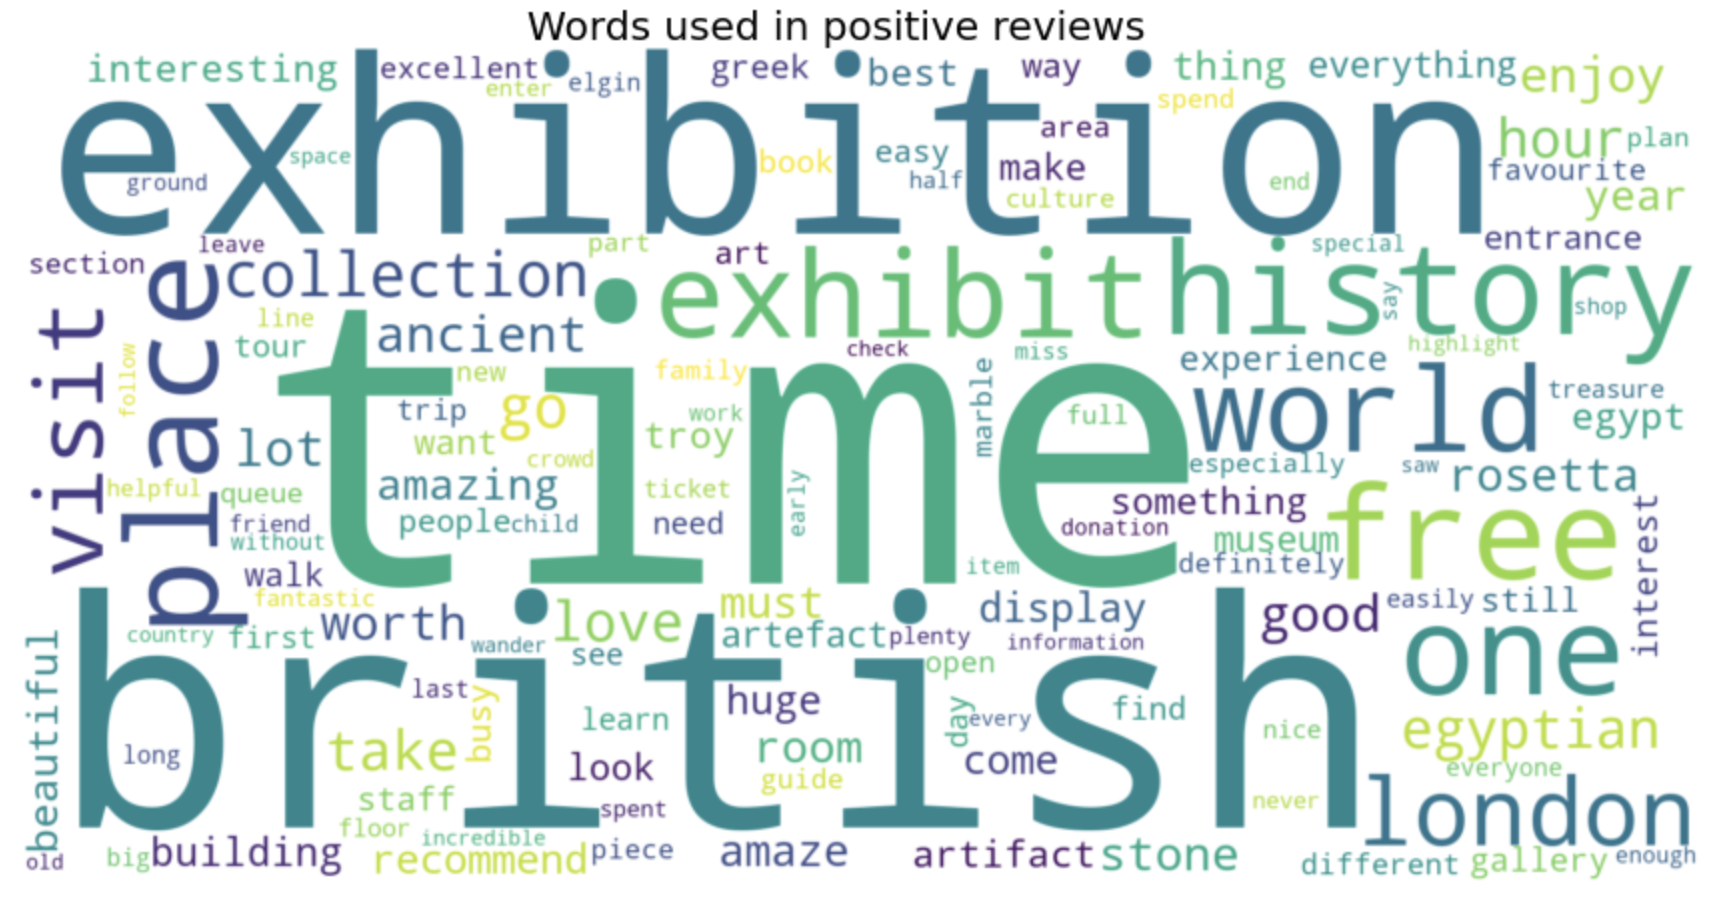 Words used in positive reviews
interesting excellent elgin greek best way thing everything enjoy
enter spend
exhibition
space ground book easy half area make culture end hour plan favourite year
section leave part art special entrance
collection exhibit history say shop
visit place
line tour ancient check miss experience highlight
follow new family marble world treasure egypt
trip go work troy full
lot want crowd especially saw rosetta
time
helpful queue amazing ticket early something free
friend people child need donation museum interest
without walk item definitely
fantastic must display good easily still
country first worth wander love artefact plenty information one
see open
british
beautiful last busy huge day every find egyptian
long take learn room come nice everyone
look guide
staff spent never london
floor incredible
old big building recommend piece amaze artifact stone different gallery enough